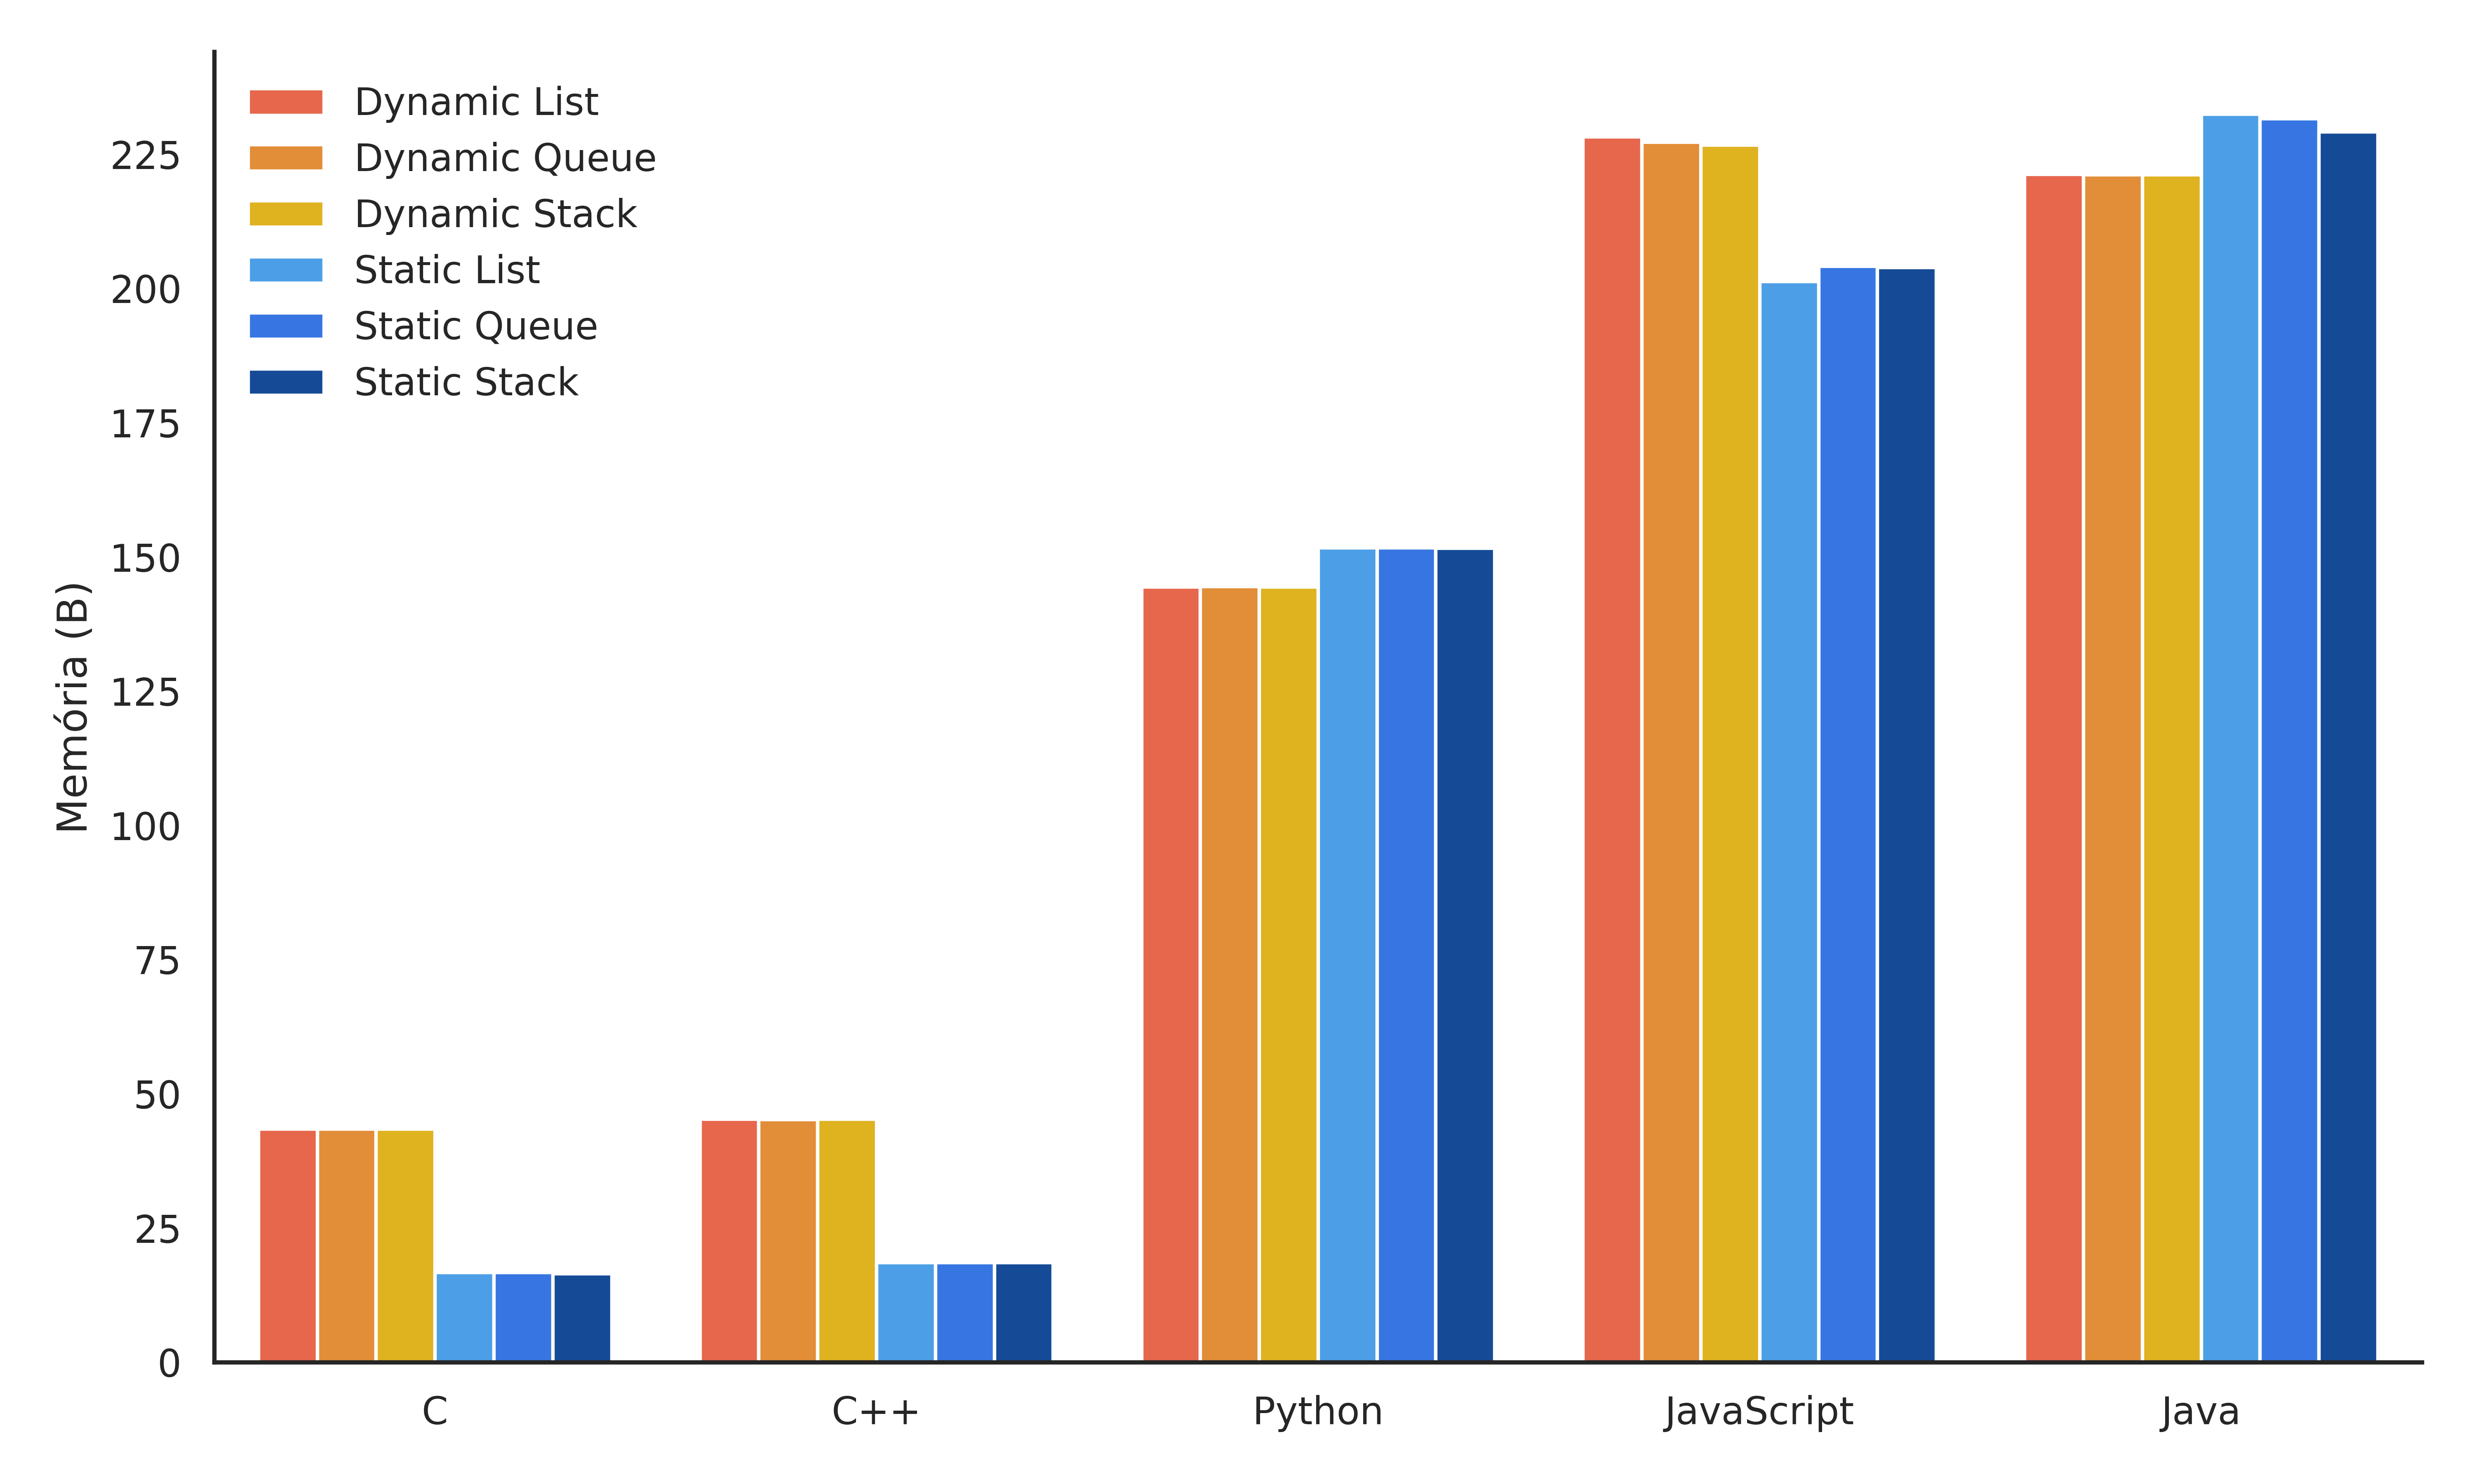 Dynamic List
Dynamic Queue
Dynamic Stack
Static List
Static Queue
Static Stack
Memória (B)
225
200
175
150
125
100
75
50
25
0
C
C++
Python
JavaScript
Java